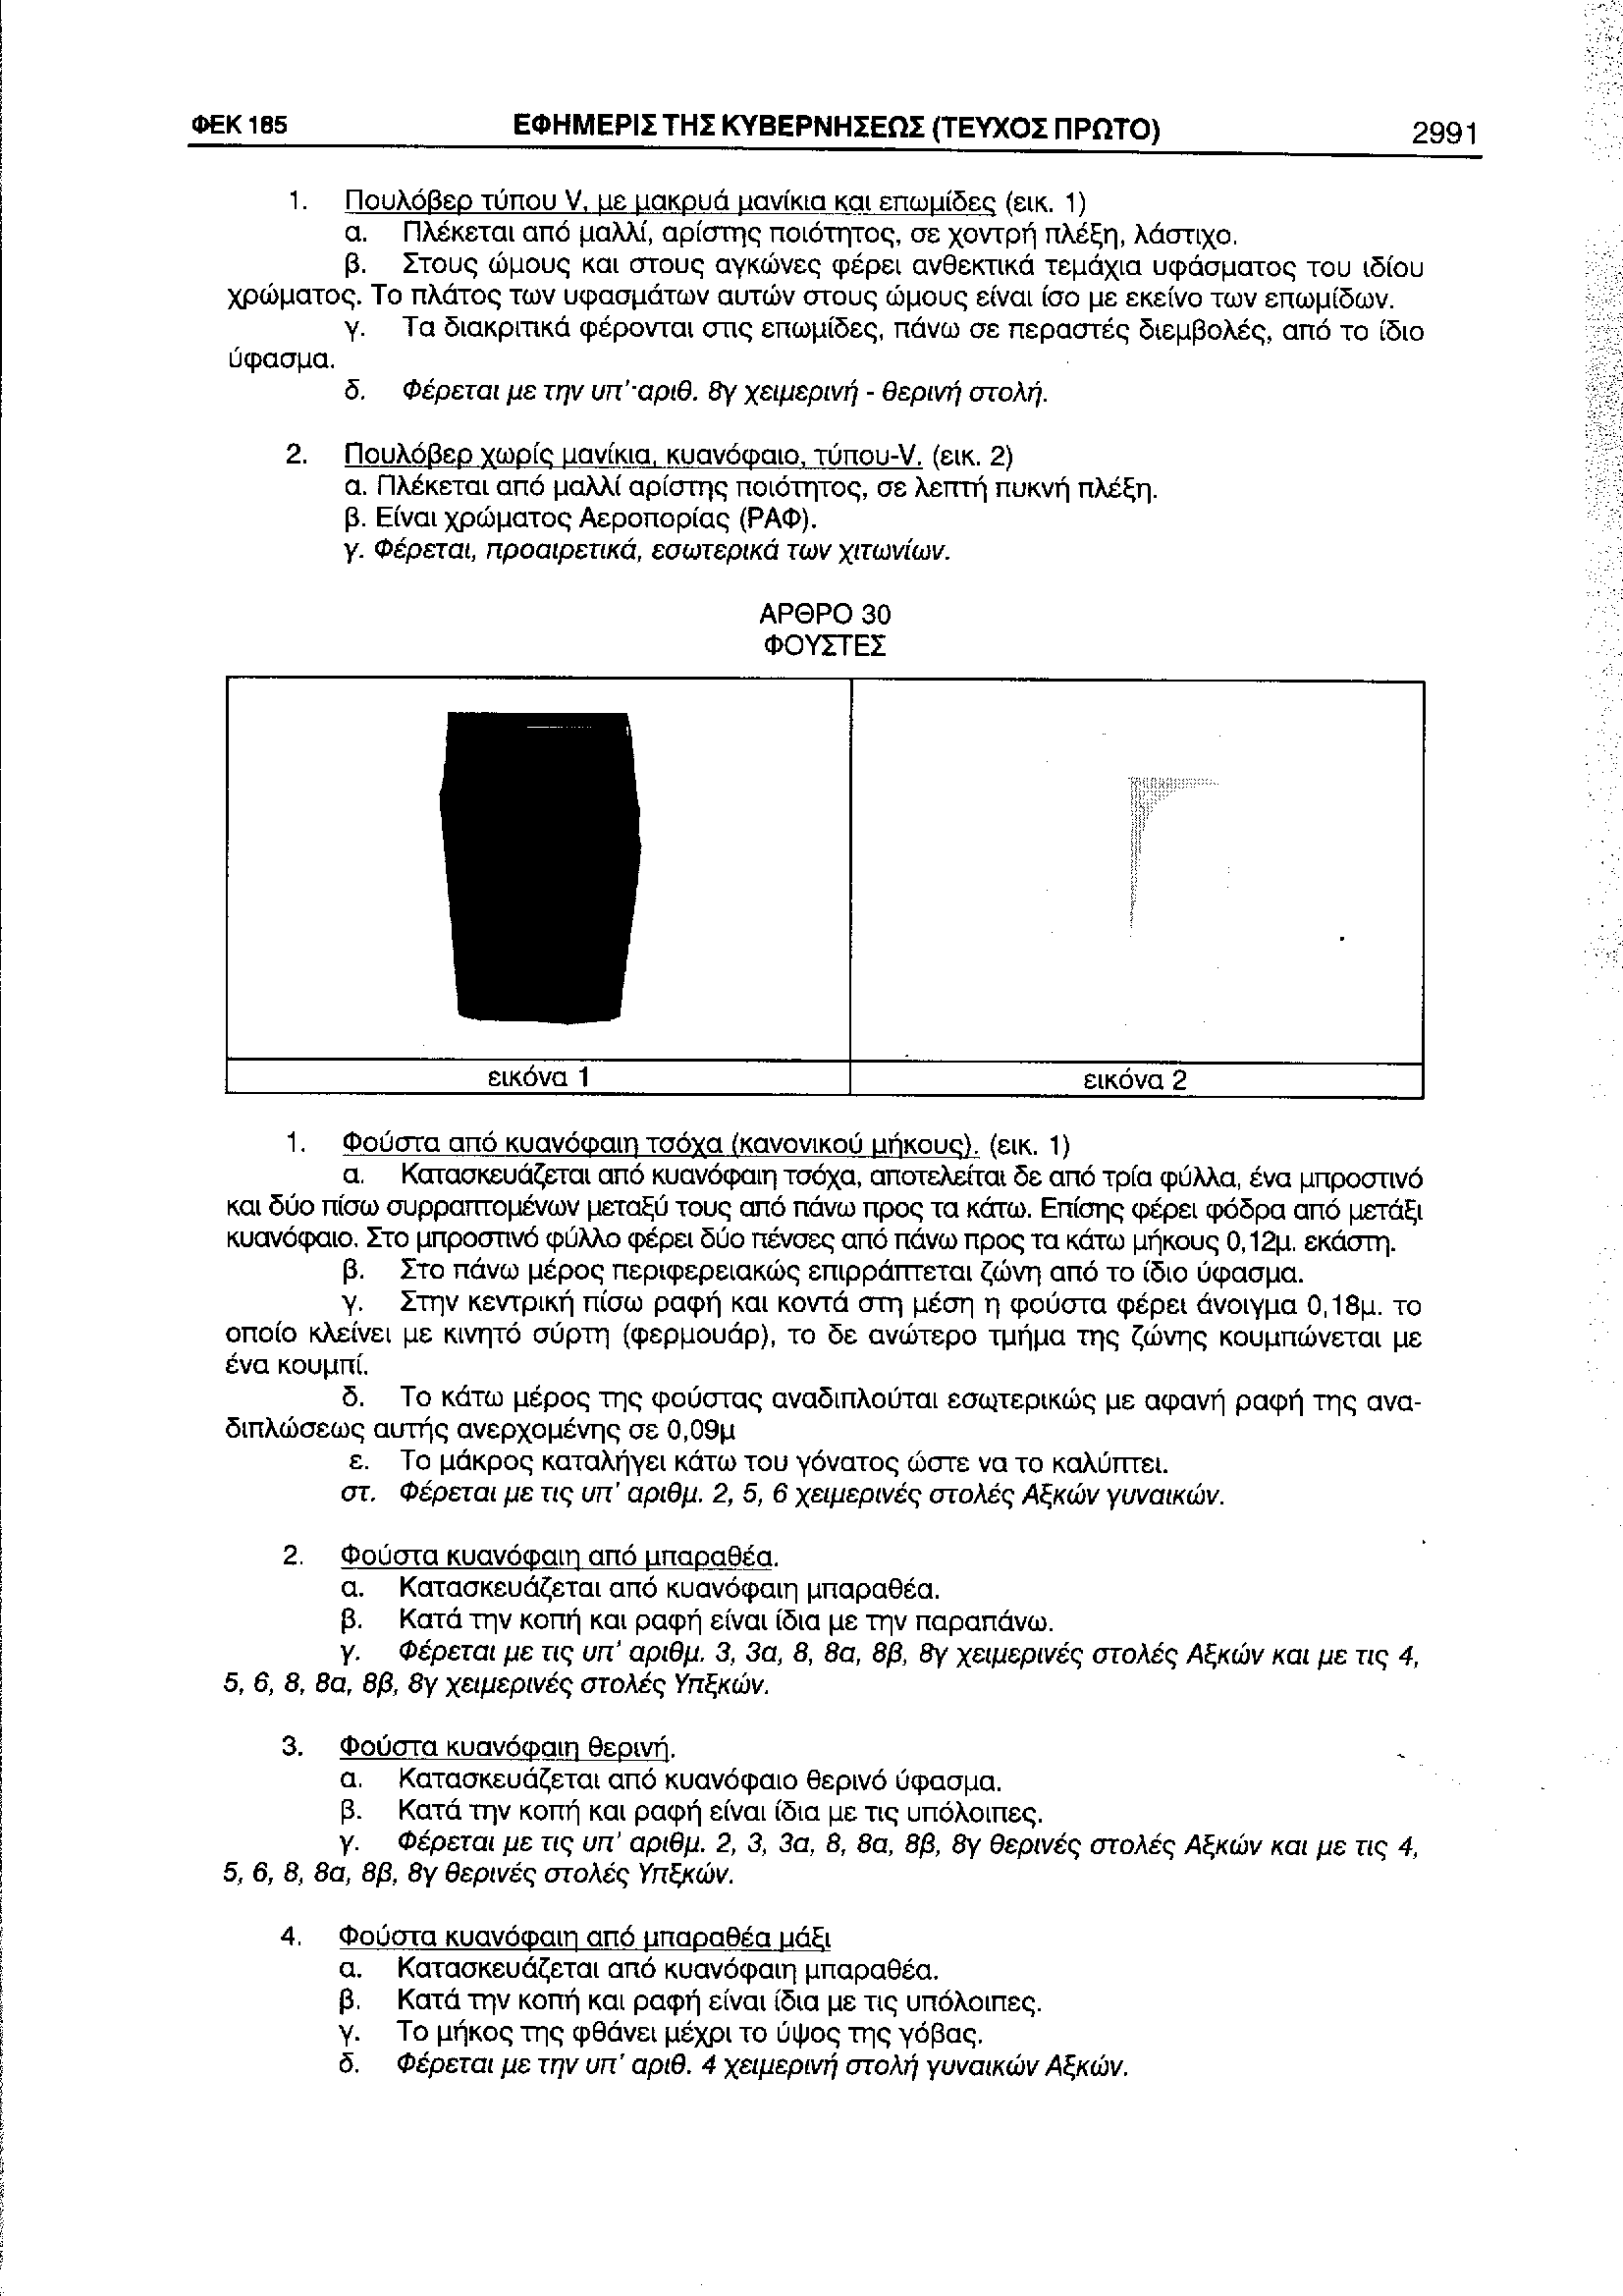 ΦΕΚ 185 ΕΦΗΜΕΡΙΣ ΤΗΣ ΚΥΒΕΡΝΗΣΕΩΣ (ΤΕΥΧΟΣ ΠΡΩΤΟ) 2991
1. Πουλόβερ τύπου V, με μακρυά μανίκια και επωμίδες (εικ. 1)
α. Πλέκεται από μαλλί, αρίστης ποιότητος, σε χοντρή πλέξη, λάστιχο.
β. Στους ώμους και στους αγκώνες φέρει ανθεκτικά τεμάχια υφάσματος του ιδίου
χρώματος. Το πλάτος των υφασμάτων αυτών στους ώμους είναι ίσο με εκείνο των επωμίδων.
γ. Τα διακριτικά φέρονται στις επωμίδες, πάνω σε περαστές διεμβολές, από το ίδιο
ύφασμα.
δ. Φέρεται με την υπ' αριθ. 8γ χειμερινή - θερινή στολή.
2. Πουλόβερ χωρίς μανίκια, κυανόφαιο, τύπου-V. (εικ. 2)
α. Πλέκεται από μαλλί αρίστης ποιότητος, σε λεπτή πυκνή πλέξη.
β. Είναι χρώματος Αεροπορίας (ΡΑΦ).
γ. Φέρεται, προαιρετικά, εσωτερικά των χιτωνίων.
ΑΡΘΡΟ 30
ΦΟΥΣΤΕΣ
εικόνα 1 εικόνα 2
1. Φούστα από κυανόφαιη τσόχα (κανονικού μήκους). (εικ. 1)
α. Κατασκευάζεται από κυανόφαιη τσόχα, αποτελείται δε από τρία φύλλα, ένα μπροστινό
και δύο πίσω συρραπτομένων μεταξύ τους από πάνω προς τα κάτω. Επίσης φέρει φόδρα από μετάξι
κυανόφαιο. Στο μπροστινό φύλλο φέρει δύο πένσες από πάνω προς τα κάτω μήκους 0,12μ. εκάστη.
β. Στο πάνω μέρος περιφερειακώς επιρράπτεται ζώνη από το ίδιο ύφασμα.
γ. Στην κεντρική πίσω ραφή και κοντά στη μέση η φούστα φέρει άνοιγμα 0,18μ. το
οποίο κλείνει με κινητό σύρτη (φερμουάρ), το δε ανώτερο τμήμα της ζώνης κουμπώνεται με
ένα κουμπί.
δ. Το κάτω μέρος της φούστας αναδιπλούται εσωτερικώς με αφανή ραφή της ανα-
διπλώσεως αυτής ανερχομένης σε 0,09μ
ε. Το μάκρος καταλήγει κάτω του γόνατος ώστε να το καλύπτει.
στ. Φέρεται με τις υπ' αριθμ. 2, 5, 6 χειμερινές στολές Αξκών γυναικών.
2. Φούστα κυανόφαιη από μπαραθέα.
α. Κατασκευάζεται από κυανόφαιη μπαραθέα.
β. Κατά την κοπή και ραφή είναι ίδια με την παραπάνω.
γ. Φέρεται με τις υπ' αριθμ. 3, 3α, 8, 8α, 8β, 8γ χειμερινές στολές Αξκών και με τις 4,
5, 6, 8, 8α, 8β, 8γ χειμερινές στολές Υπξκών.
3. Φούστα κυανόφαιη θερινή.
α. Κατασκευάζεται από κυανόφαιο θερινό ύφασμα.
β. Κατά την κοπή και ραφή είναι ίδια με τις υπόλοιπες.
γ. Φέρεται με τις υπ' αριθμ. 2, 3, 3α, 8, 8α, 8β, 8γ θερινές στολές Αξκών και με τις 4,
5, 6, 8, 8α, 8β, 8γ θερινές στολές Υπξκών.
4. Φούστα κυανόφαιη από μπαραθέα μάξι
α. Κατασκευάζεται από κυανόφαιη μπαραθέα.
β. Κατά την κοπή και ραφή είναι ίδια με τις υπόλοιπες.
γ. Το μήκος της φθάνει μέχρι το ύψος της γόβας.
δ. Φέρεται με την υπ' αριθ. 4 χειμερινή στολή γυναικών Αξκών.